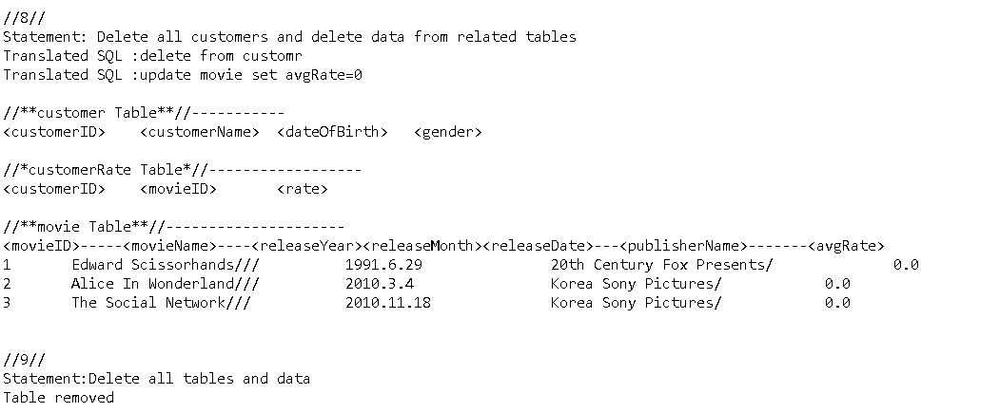 //8//
Statement: Delete all customers and delete data from related tables
Translated SQL :delete from customr
Translated SQL :update movie set avgRate=0
//**customer Table**//-----------
<customerID>    <customerName>  <dateOfBirth>   <gender>
//*customerRate Table*//------------------
<customerID>    <movieID>       <rate>
//**movie Table**//---------------------
<movieID>-----<movieName>----<releaseYear><releaseMonth><releaseDate>---<publisherName>-------<avgRate>
1       Edward Scissorhands///          1991.6.29               20th Century Fox Presents/              0.0
2       Alice In Wonderland///          2010.3.4                Korea Sony Pictures/            0.0
3       The Social Network///           2010.11.18              Korea Sony Pictures/            0.0
//9//
Statement:Delete all tables and data
Table removed